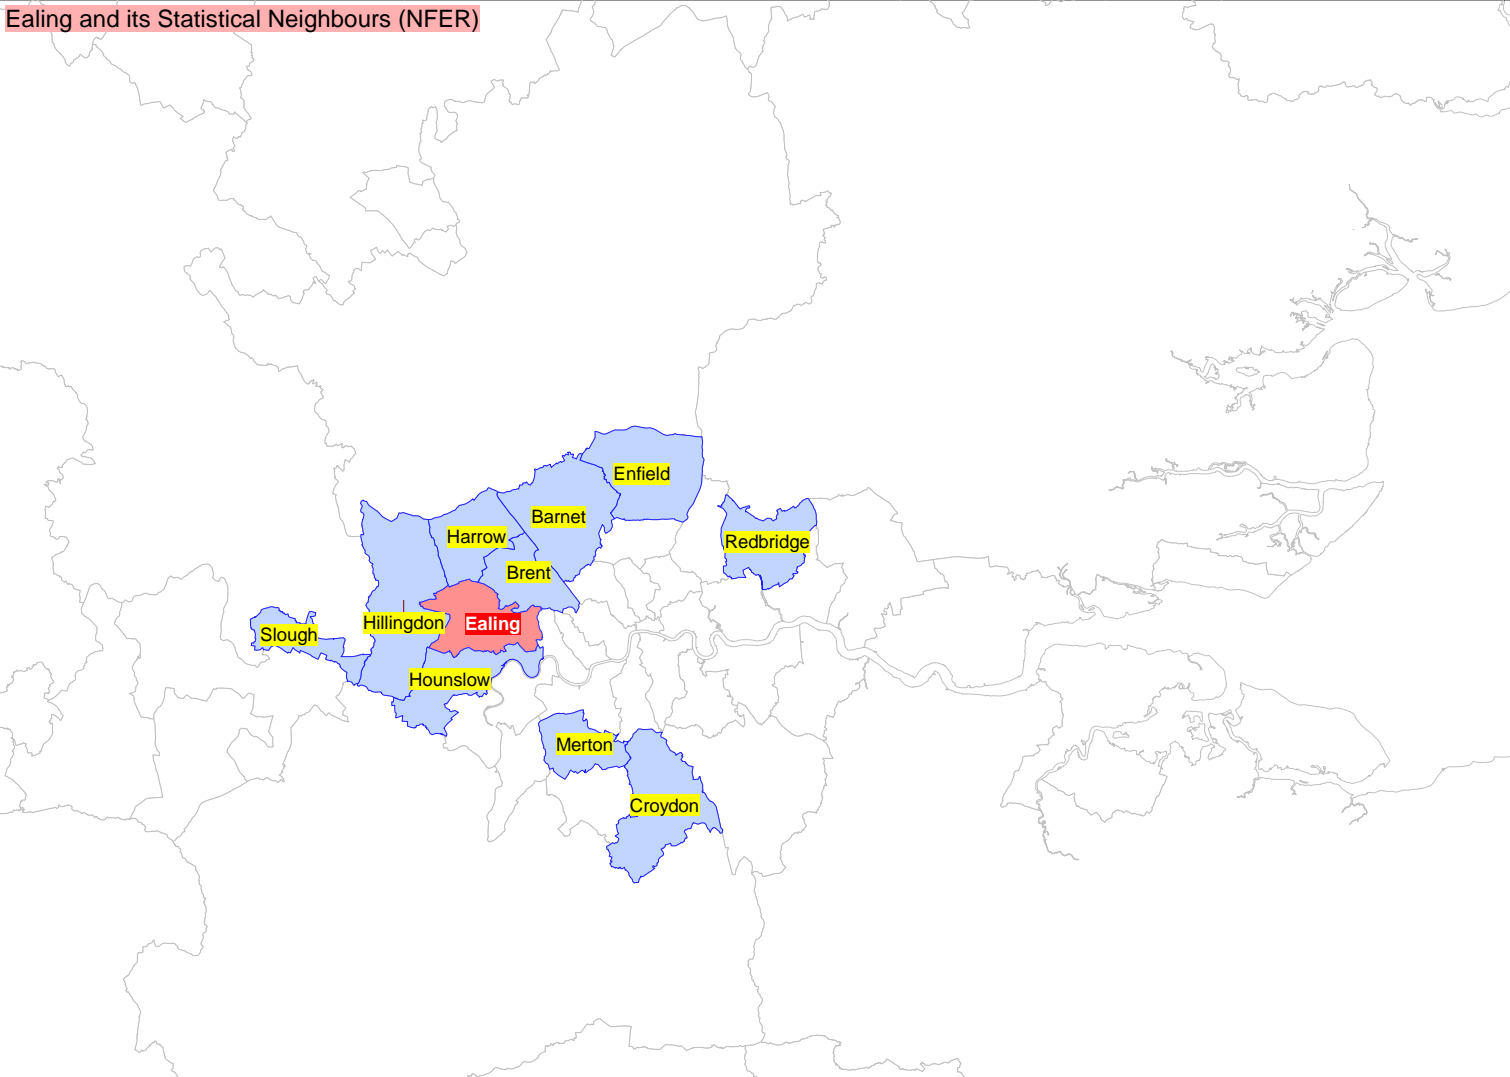 Ealing and its Statistical Neighbours (NFER)
Enfield
Barnet
Harrow
Redbridge
Brent
Hillingdon
Ealing
Slough
Hounslow
Merton
Croydon